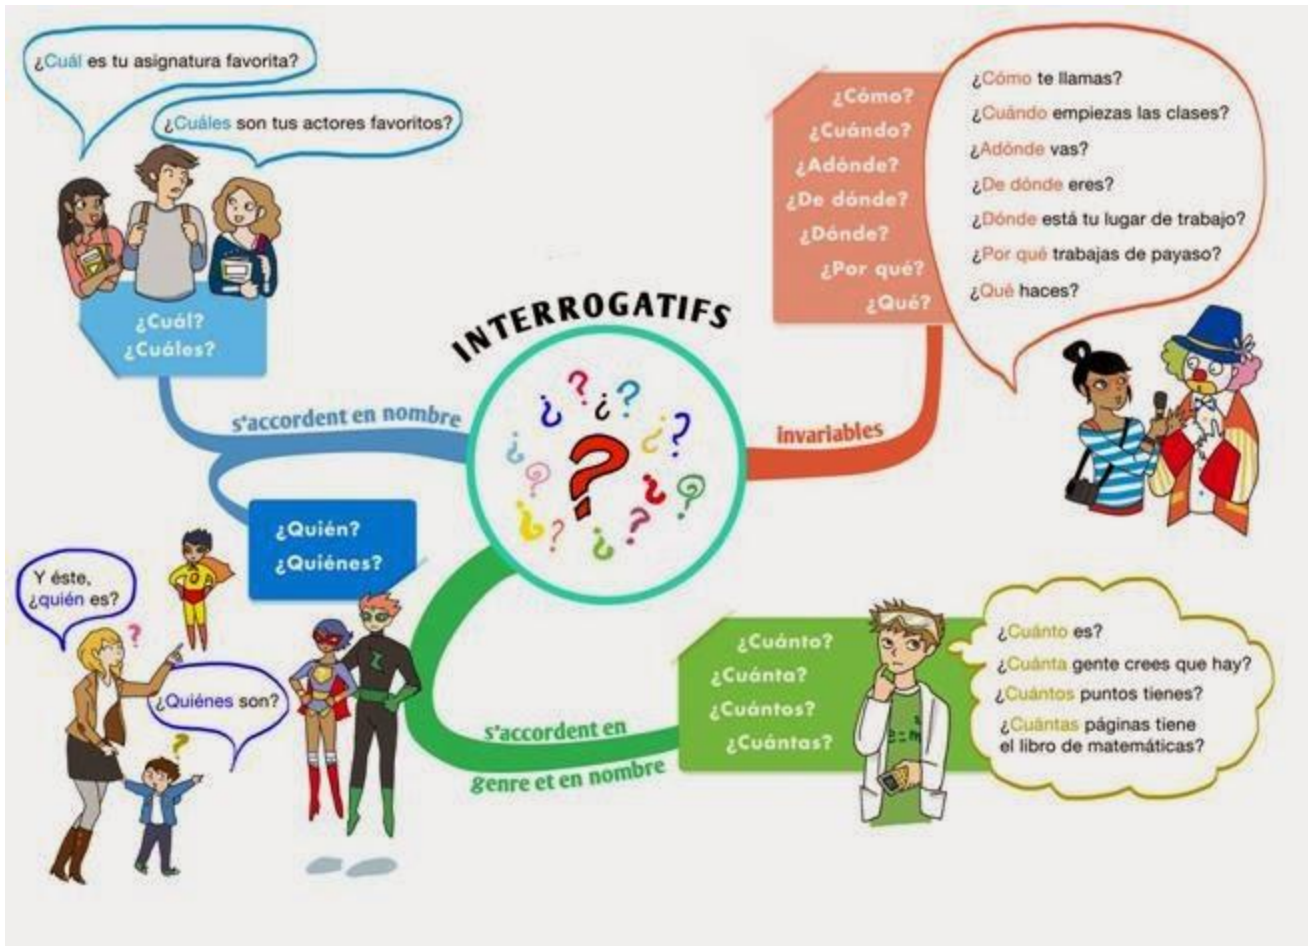 ¿Cuál es tu asignatura favorita?
¿Cuáles son tus actores favoritos?
¿Cuál?
¿Cuáles?
s'accordent en nombre
¿Quién?
¿Quiénes?
Y éste,
¿quién es?
¿Quiénes son?
INTERROGATIFS
invariables
¿Cómo?
¿Cuándo?
¿Adónde?
¿De dónde?
¿Dónde?
¿Por qué?
¿Qué?
¿Cómo te llamas?
¿Cuándo empiezas las clases?
¿Adónde vas?
¿De dónde eres?
¿Dónde está tu lugar de trabajo?
¿Por qué trabajas de payaso?
¿Qué haces?
s'accordent en
genre et en nombre
¿Cuánto?
¿Cuánta?
¿Cuántos?
¿Cuántas?
¿Cuánto es?
¿Cuánta gente crees que hay?
¿Cuántos puntos tienes?
¿Cuántas páginas tiene
el libro de matemáticas?